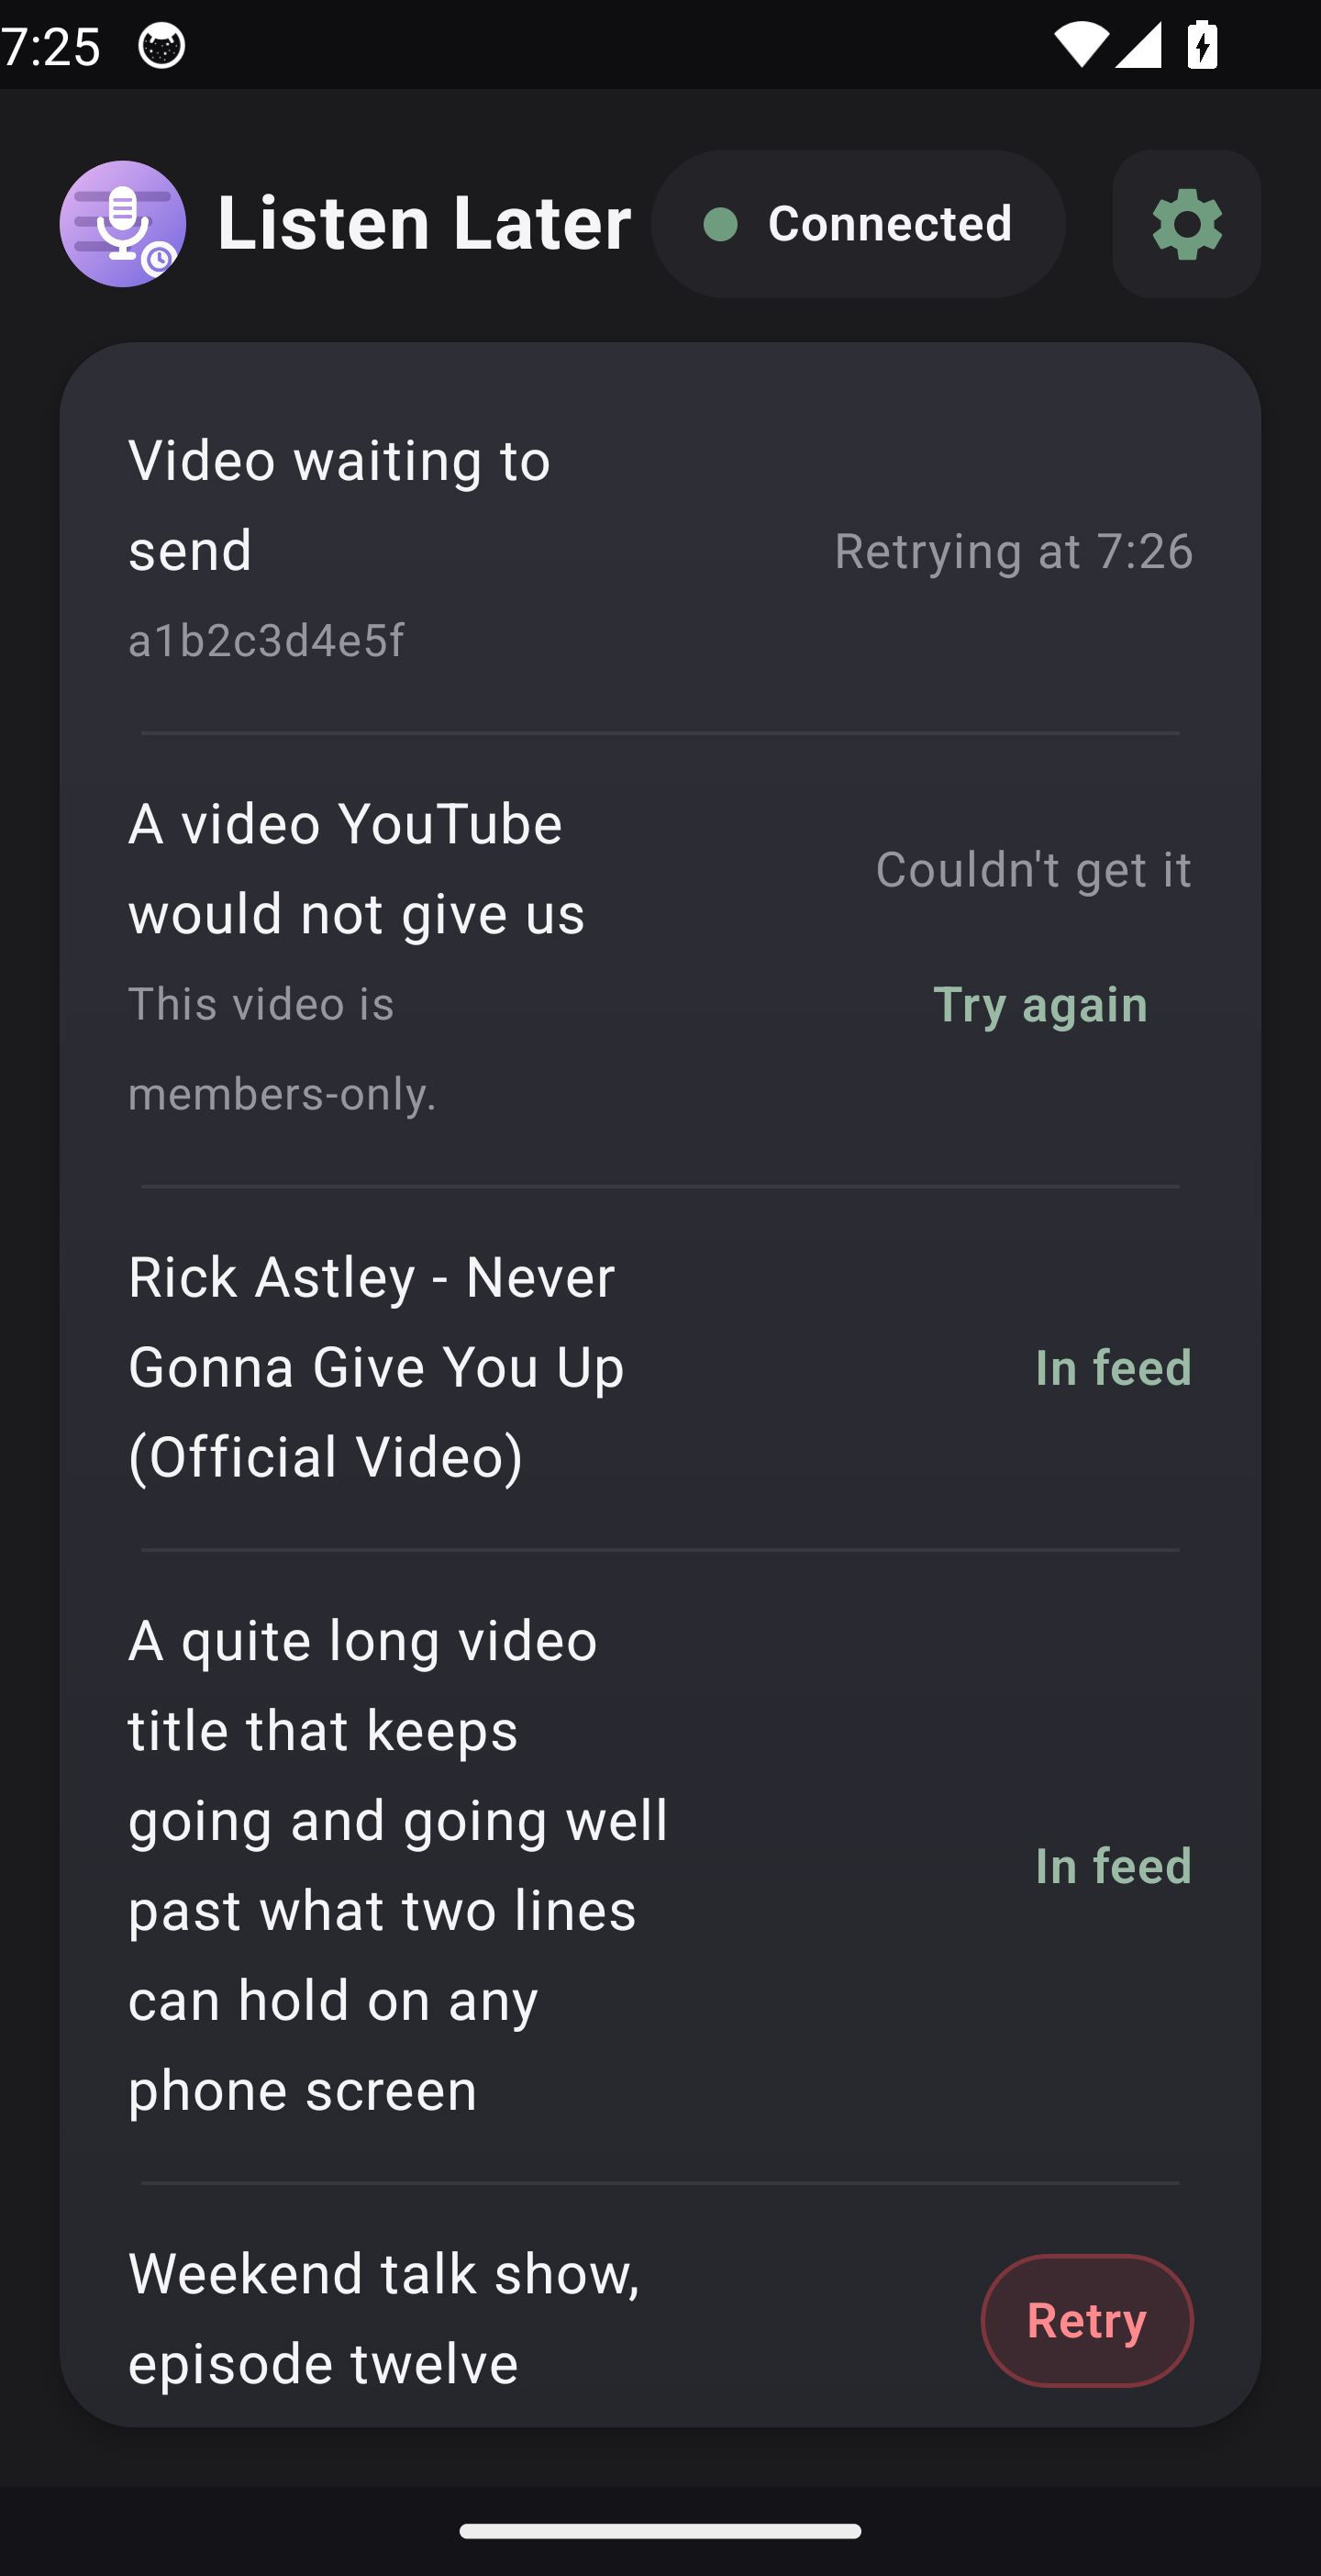 7:25
Listen Later
Connected
Video waiting to
send
Retrying at 7:26
a1b2c3d4e5f
A video YouTube
would not give us
Couldn't get it
This video is
members-only.
Try again
Rick Astley - Never
Gonna Give You Up
(Official Video)
In feed
A quite long video
title that keeps
going and going well
past what two lines
can hold on any
phone screen
In feed
Weekend talk show,
episode twelve
Retry